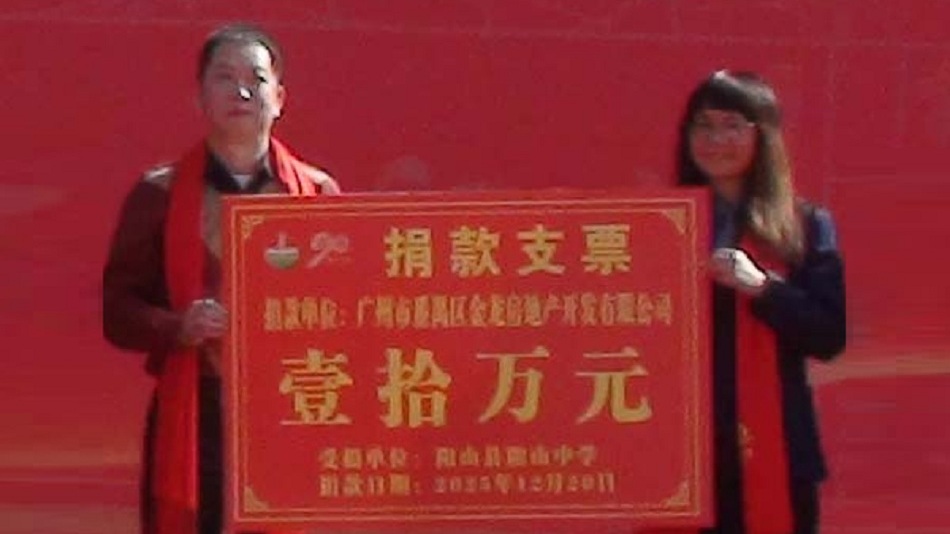 90
捐款支票
捐款单位：广州市番禺区金龙房地产开发有限公司
壹拾万元
受捐单位：阳山县阳山中学
捐款日期：2025年12月20日